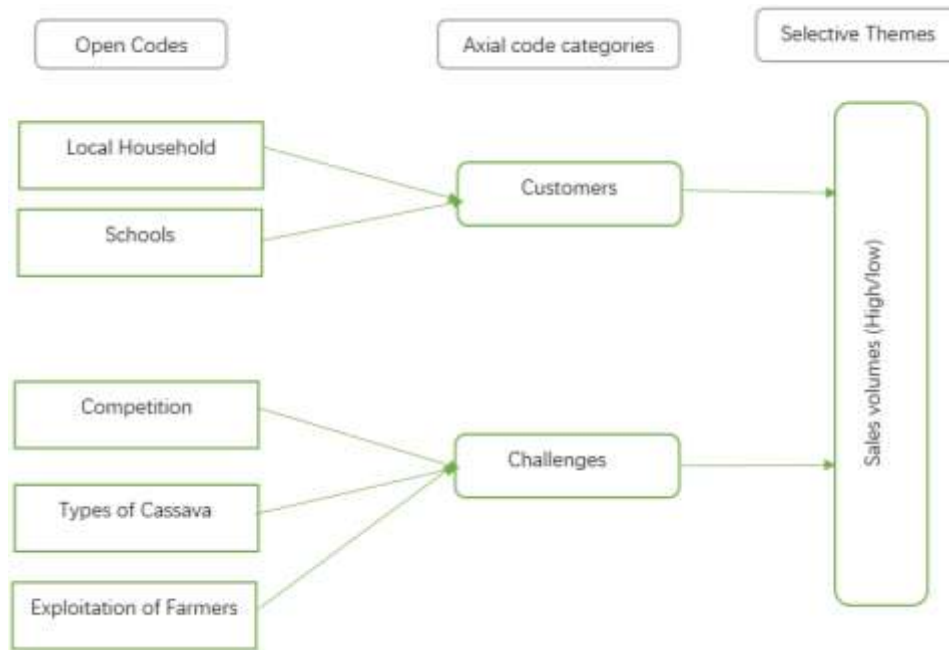 Open Codes
Axial code categories
Selective Themes
Local Household
Schools
Customers
Competition
Types of Cassava
Exploitation of Farmers
Challenges
Sales volumes (High/low)